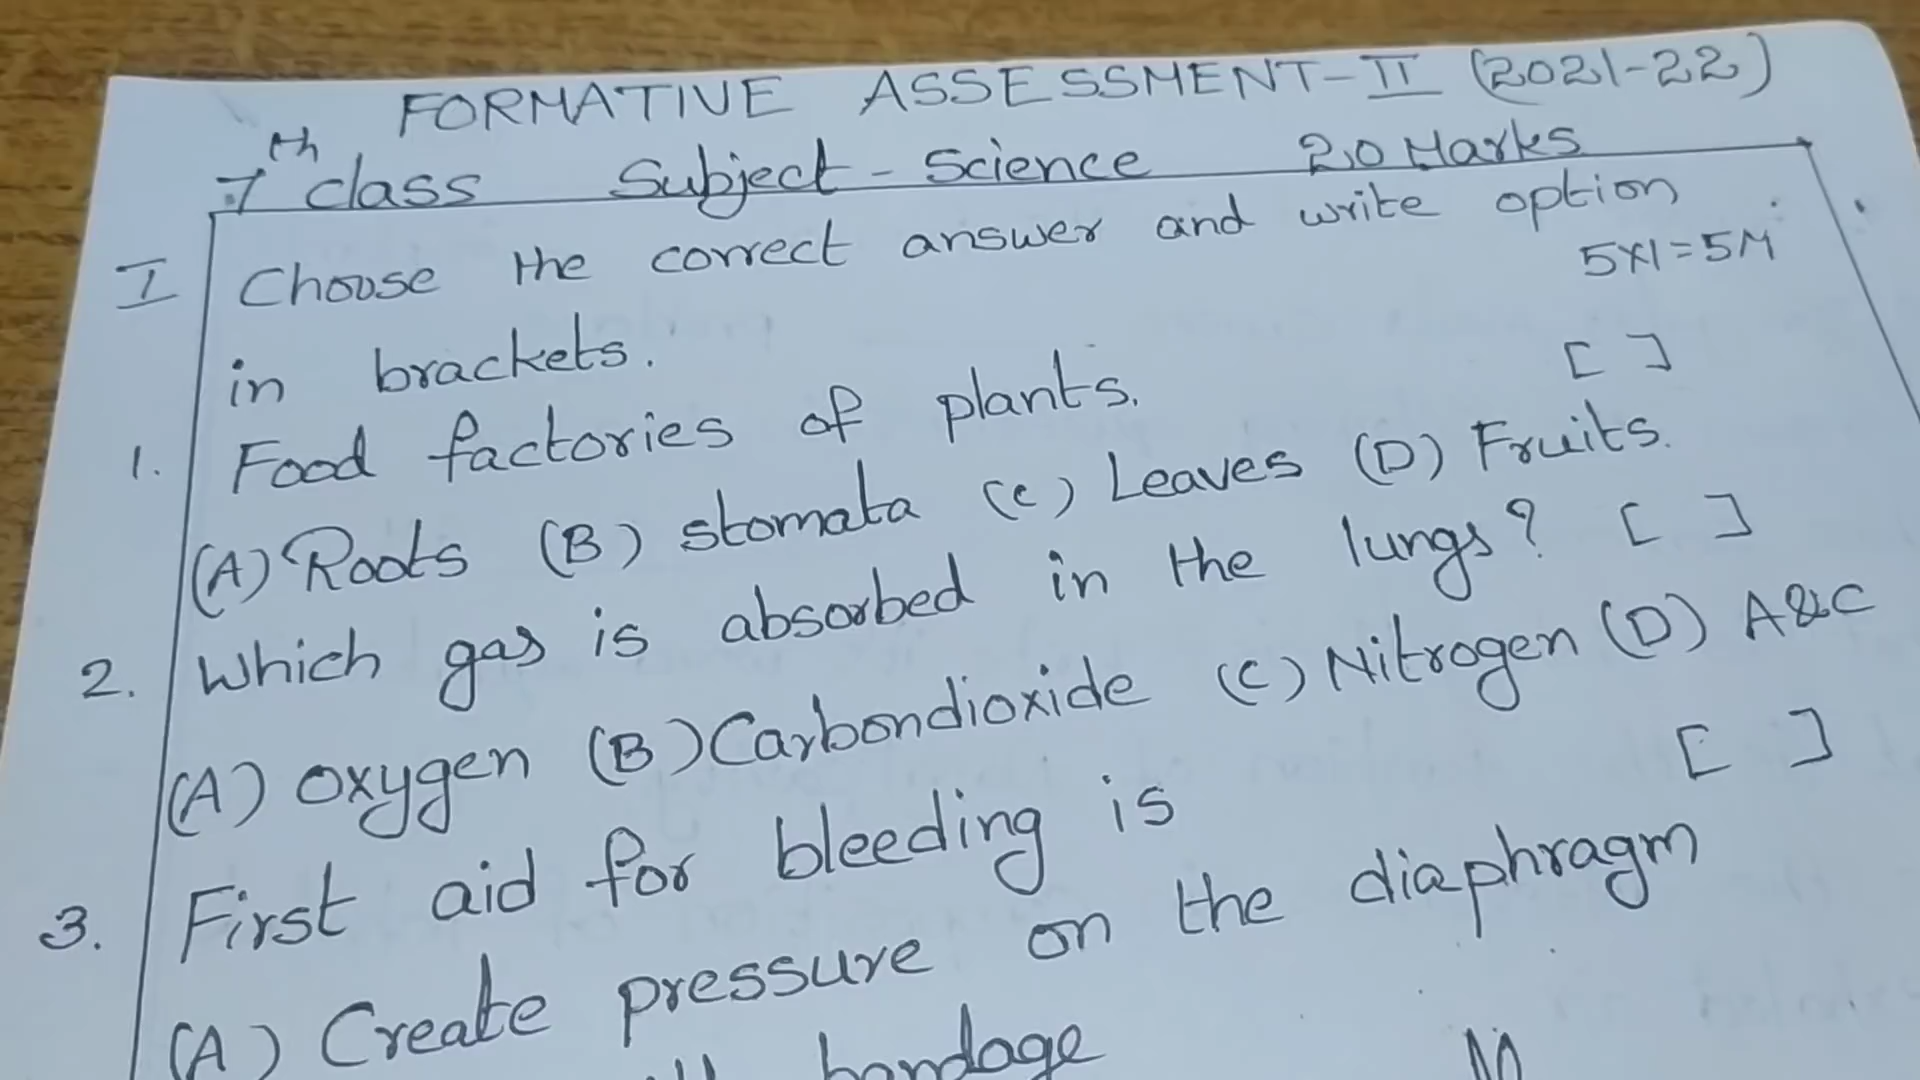 FORMATIVE ASSESSMENT-II (2021-22)
7th class Subject - Science 20 Marks
I Choose the correct answer and write option
in brackets. 5x1=5M
1. Food factories of plants. [ ]
(A) Roots (B) stomata (c) Leaves (D) Fruits.
2. Which gas is absorbed in the lungs? [ ]
(A) oxygen (B) Carbondioxide (C) Nitrogen (D) A&C
3. First aid for bleeding is [ ]
(A) Create pressure on the diaphragm
bandage